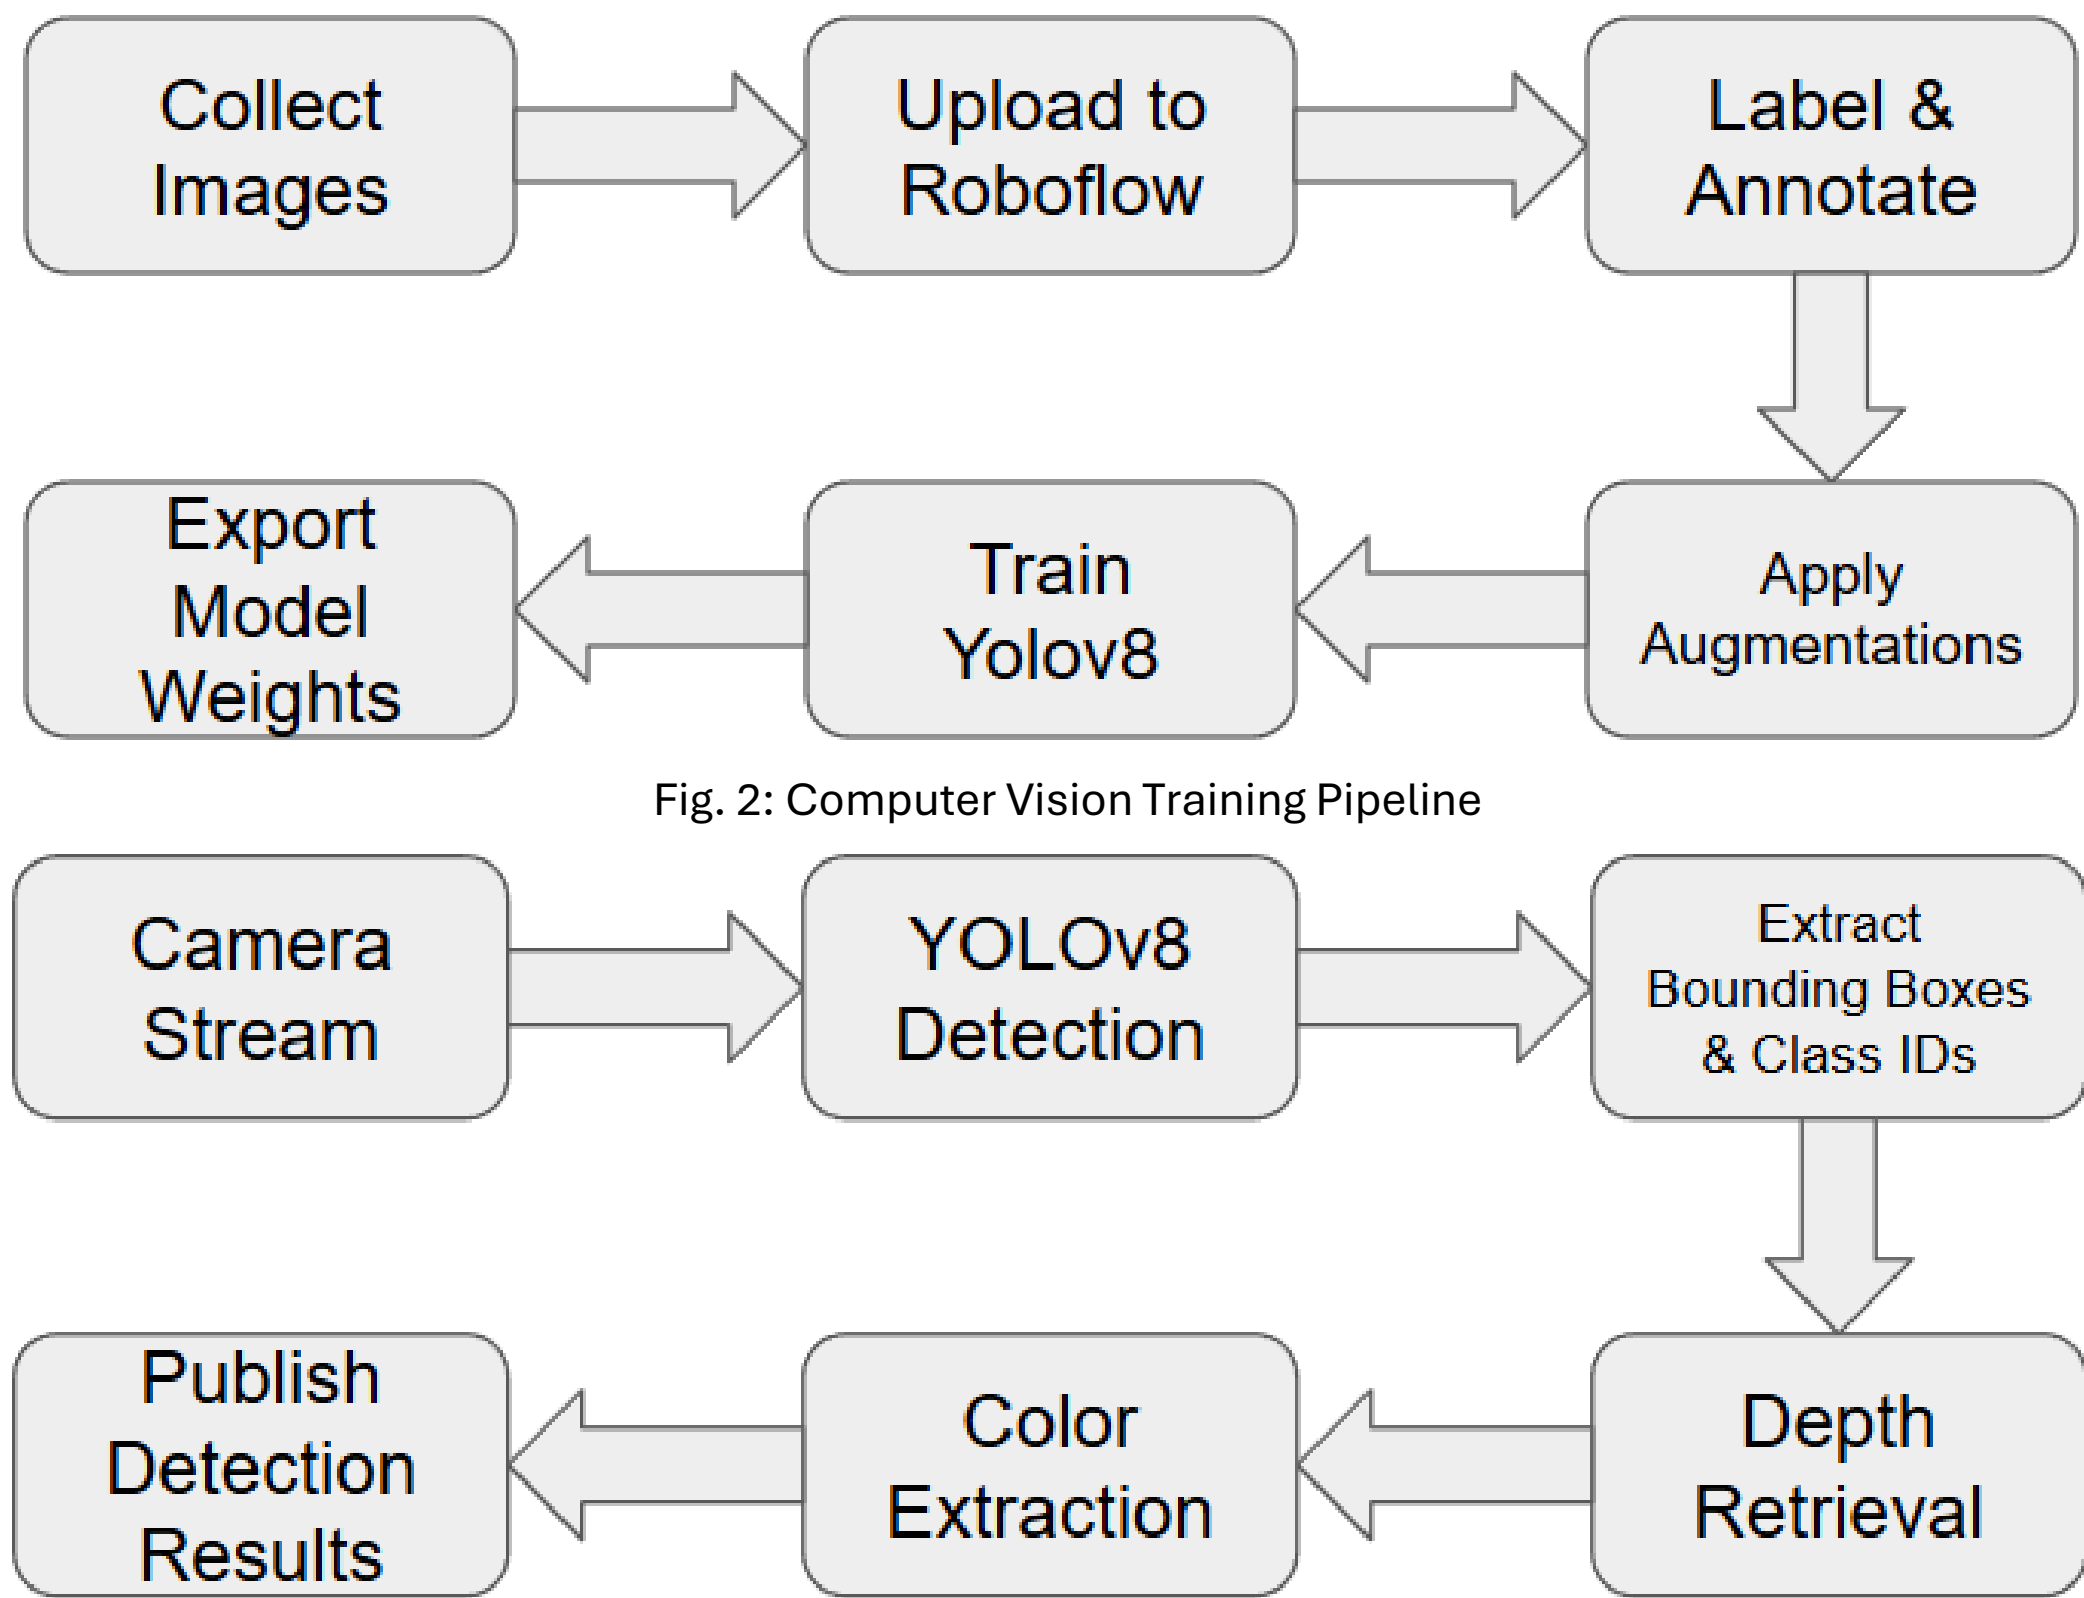 Collect
Images
Upload to
Roboflow
Label &
Annotate
Apply
Augmentations
Train
Yolov8
Export
Model
Weights
Fig. 2: Computer Vision Training Pipeline
Camera
Stream
YOLOv8
Detection
Extract
Bounding Boxes
& Class IDs
Depth
Retrieval
Color
Extraction
Publish
Detection
Results